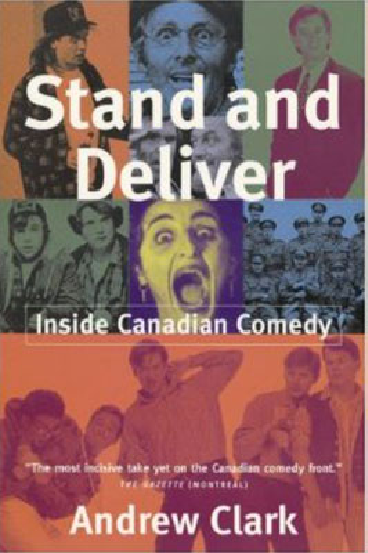 Stand and
Deliver
Inside Canadian Comedy
"The most incisive take yet on the Canadian comedy front."
THE GAZETTE (MONTREAL)
Andrew Clark